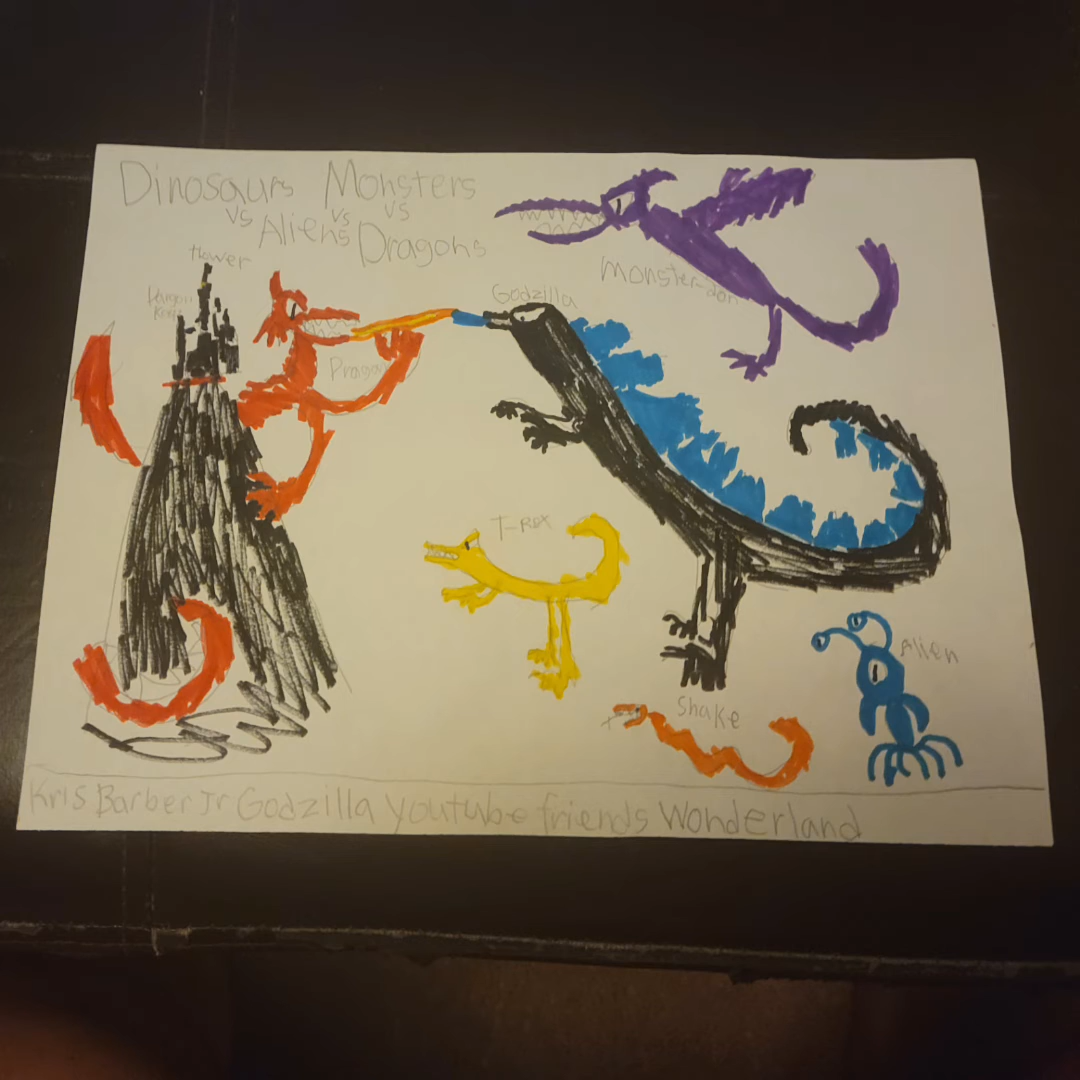 Dinosaurs Monsters
vs vs vs
Aliens Dragons
tower
Godzilla
Monster-don
T-Rex
Alien
Snake
Kris Barber Jr Godzilla youtube friends Wonderland